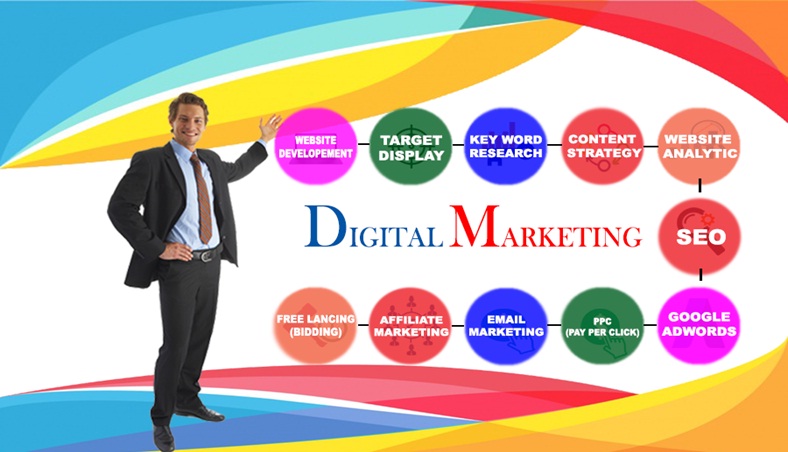 WEBSITE
DEVELOPEMENT
TARGET
DISPLAY
KEY WORD
RESEARCH
CONTENT
STRATEGY
WEBSITE
ANALYTIC
DIGITAL MARKETING
SEO
FREE LANCING
(BIDDING)
AFFILIATE
MARKETING
EMAIL
MARKETING
PPC
(PAY PER CLICK)
GOOGLE
ADWORDS